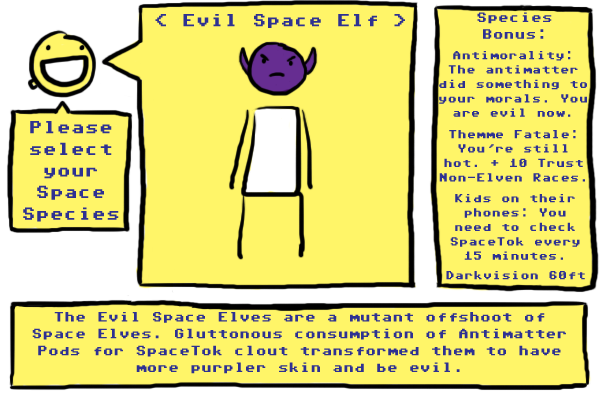 < Evil Space Elf >
Please
select
your
Space
Species
Species
Bonus:
Antimorality:
The antimatter
did something to
your morals. You
are evil now.
Themme Fatale:
You're still
hot. + 10 Trust
Non-Elven Races.
Kids on their
phones: You
need to check
SpaceTok every
15 minutes.
Darkvision 60ft
The Evil Space Elves are a mutant offshoot of
Space Elves. Gluttonous consumption of Antimatter
Pods for SpaceTok clout transformed them to have
more purpler skin and be evil.